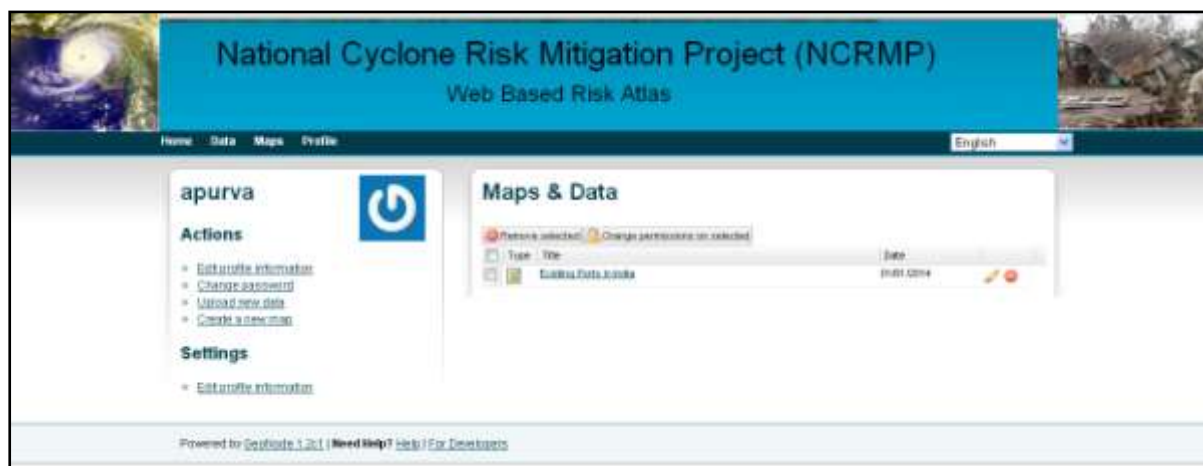 National Cyclone Risk Mitigation Project (NCRMP)
Web Based Risk Atlas
Home Data Maps Profile
English
apurva
Actions
Edit profile information
Change password
Upload new data
Create a new map
Settings
Edit profile information
Maps & Data
Remove selected Change permissions on selected
Type Title Date
Existing Ports in India
Powered by GeoNode | Need Help? Help | For Developers